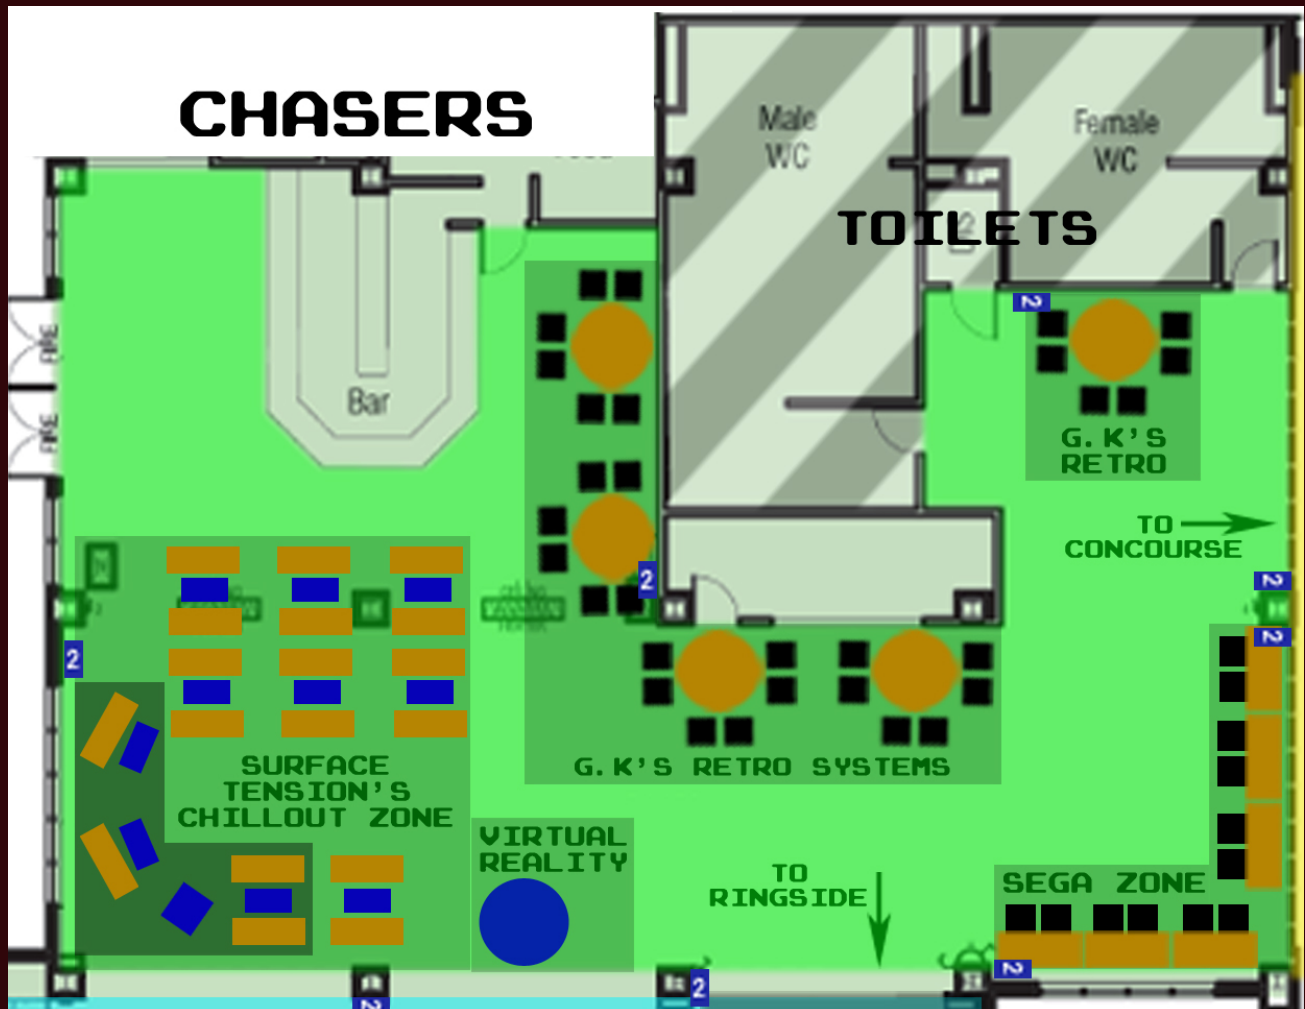 CHASERS
Male
WC
Female
WC
TOILETS
FIRE
FIRE
Bar
2
G.K'S
RETRO
TO
CONCOURSE
2
2
2
2
SURFACE
TENSION'S
CHILLOUT ZONE
G.K'S RETRO SYSTEMS
VIRTUAL
REALITY
TO
RINGSIDE
SEGA ZONE
2
2
2